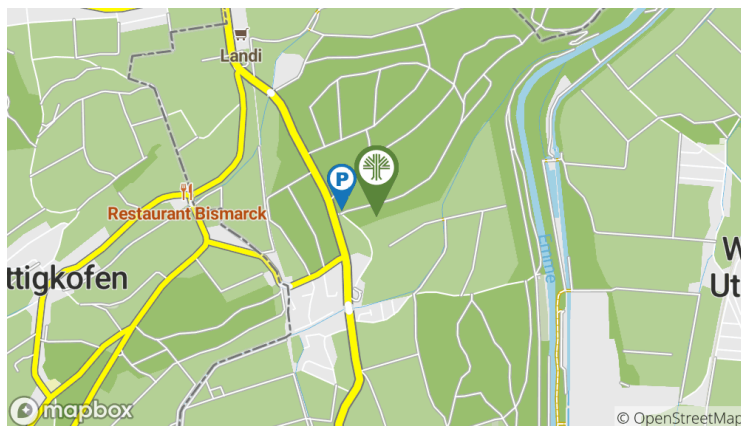 Landi
P
Restaurant Bismarck
Emme
W
ttigkofen
Ut
mapbox
© OpenStreetMap